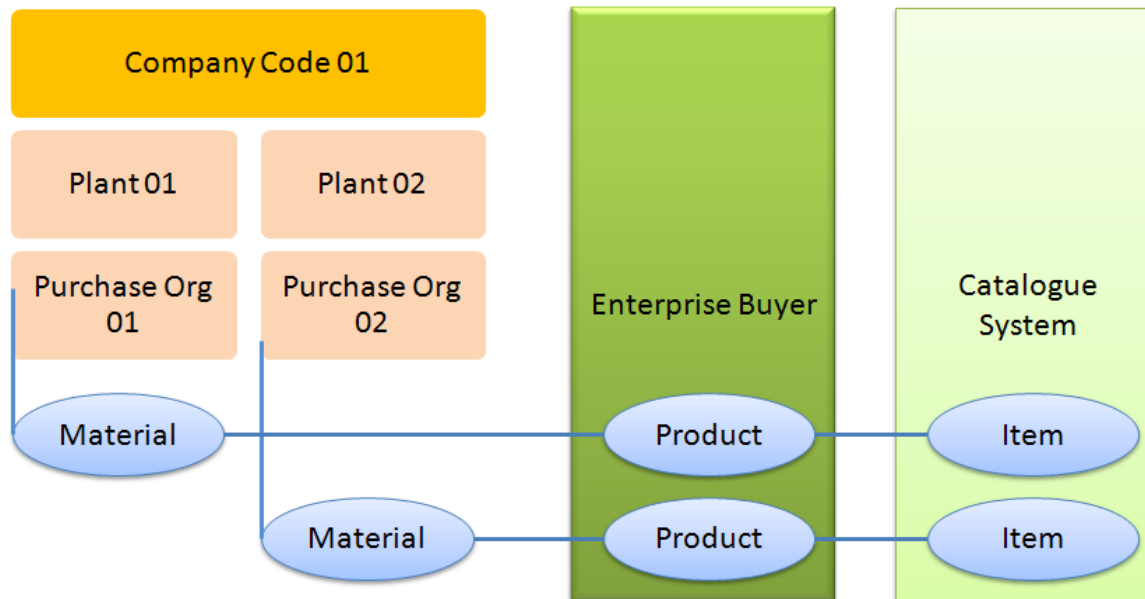 Company Code 01
Plant 01
Plant 02
Purchase Org
01
Purchase Org
02
Enterprise Buyer
Catalogue
System
Material
Product
Item
Material
Product
Item